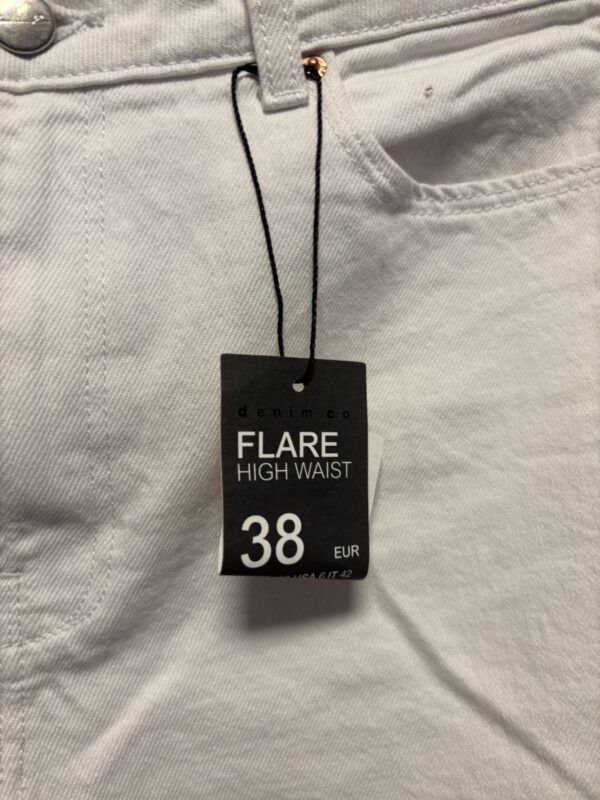 denim co.
FLARE
HIGH WAIST
38 EUR
USA 6 IT 42